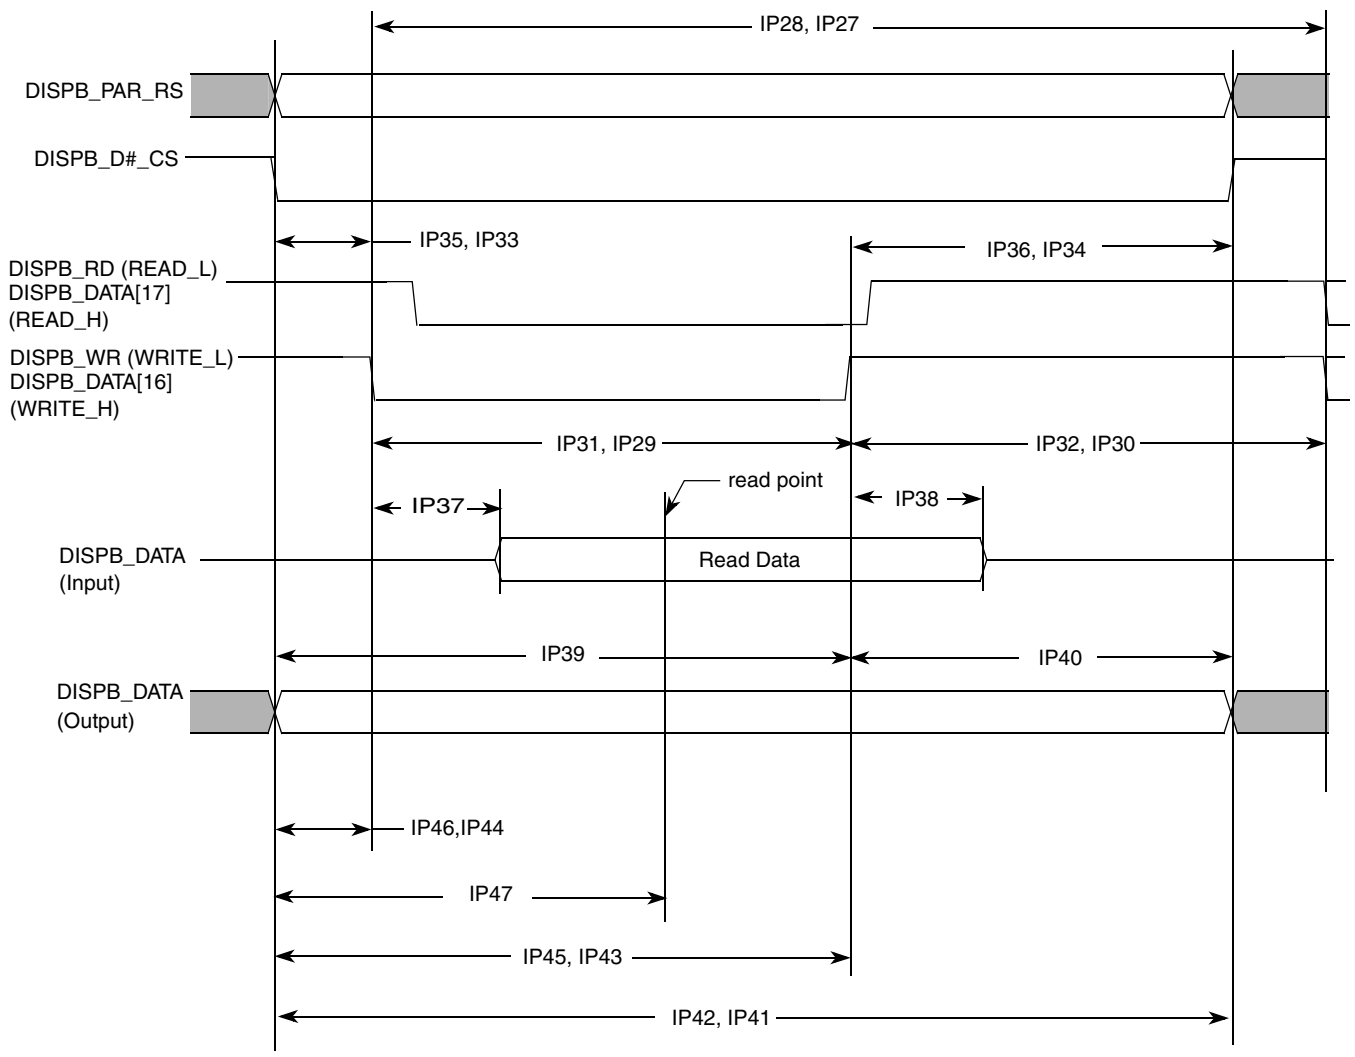 IP28, IP27
DISPB_PAR_RS
DISPB_D#_CS
IP35, IP33
IP36, IP34
DISPB_RD (READ_L)
DISPB_DATA[17]
(READ_H)
DISPB_WR (WRITE_L)
DISPB_DATA[16]
(WRITE_H)
IP31, IP29
IP32, IP30
read point
IP37
IP38
DISPB_DATA
(Input)
Read Data
IP39
IP40
DISPB_DATA
(Output)
IP46,IP44
IP47
IP45, IP43
IP42, IP41